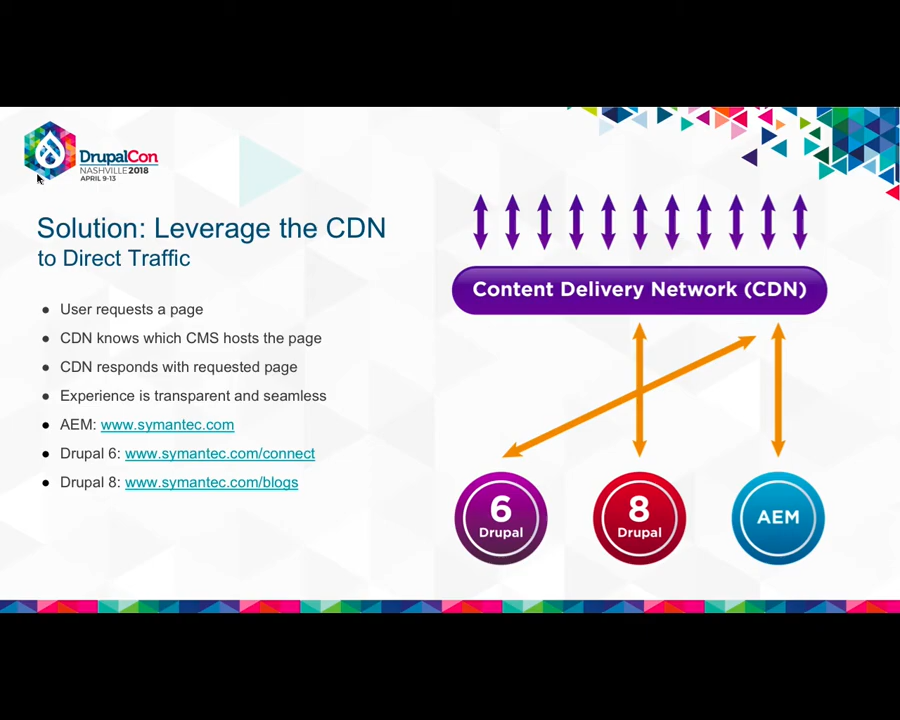 DrupalCon
NASHVILLE 2018
APRIL 9-13
Solution: Leverage the CDN
to Direct Traffic
● User requests a page
● CDN knows which CMS hosts the page
● CDN responds with requested page
● Experience is transparent and seamless
● AEM: www.symantec.com
● Drupal 6: www.symantec.com/connect
● Drupal 8: www.symantec.com/blogs
Content Delivery Network (CDN)
6
Drupal
8
Drupal
AEM